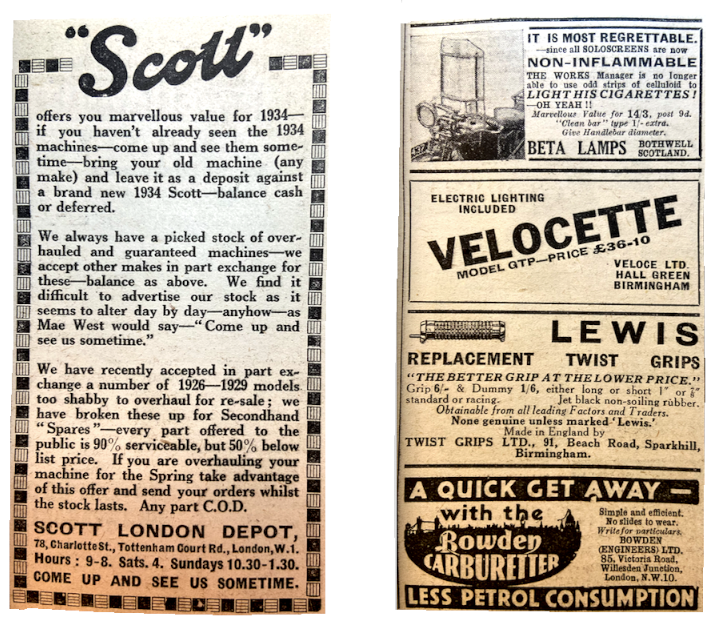 "Scott"
offers you marvellous value for 1934—
if you haven't already seen the 1934
machines—come up and see them some-
time—bring your old machine (any
make) and leave it as a deposit against
a brand new 1934 Scott—balance cash
or deferred.
We always have a picked stock of over-
hauled and guaranteed machines—we
accept other makes in part exchange for
these—balance as above. We find it
difficult to advertise our stock as it
seems to alter day by day—anyhow—as
Mae West would say—"Come up and
see us sometime."
We have recently accepted in part ex-
change a number of 1926—1929 models
too shabby to overhaul for re-sale; we
have broken these up for Secondhand
"Spares"—every part offered to the
public is 90% serviceable, but 50% below
list price. If you are overhauling your
machine for the Spring take advantage
of this offer and send your orders whilst
the stock lasts. Any part C.O.D.
SCOTT LONDON DEPOT,
78, Charlotte St., Tottenham Court Rd., London, W.1.
Hours : 9-8. Sats. 4. Sundays 10.30-1.30.
COME UP AND SEE US SOMETIME.
IT IS MOST REGRETTABLE.
—since all SOLOSCREENS are now
NON-INFLAMMABLE
THE WORKS Manager is no longer
able to use odd strips of celluloid to
LIGHT HIS CIGARETTES!
—OH YEAH!!
Marvellous Value for 14/3, post 9d.
"Clean bar" type 1/- extra.
Give Handlebar diameter.
BETA LAMPS BOTHWELL
SCOTLAND.
ELECTRIC LIGHTING
INCLUDED
VELOCETTE
MODEL GTP—PRICE £36-10
VELOCE LTD.
HALL GREEN
BIRMINGHAM
LEWIS
REPLACEMENT TWIST GRIPS
"THE BETTER GRIP AT THE LOWER PRICE."
Grip 6/- & Dummy 1/6, either long or short 1" or ⅞"
standard or racing. Jet black non-soiling rubber.
Obtainable from all leading Factors and Traders.
None genuine unless marked 'Lewis.'
Made in England by
TWIST GRIPS LTD., 91, Beach Road, Sparkhill,
Birmingham.
A QUICK GET AWAY—
with the
Bowden
CARBURETTER
Simple and efficient.
No slides to wear.
Write for particulars.
BOWDEN
(ENGINEERS) LTD.
85, Victoria Road,
Willesden Junction,
London, N.W.10.
LESS PETROL CONSUMPTION